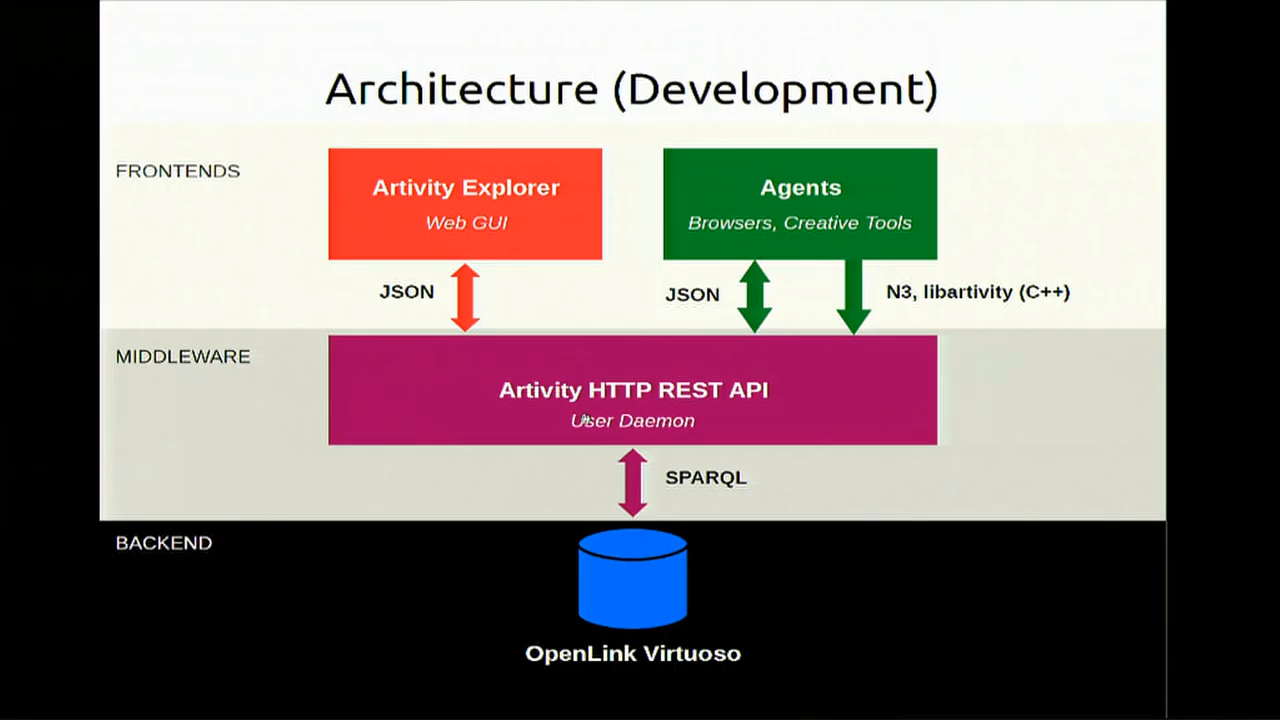 Architecture (Development)
FRONTENDS
Artivity Explorer
Web GUI
Agents
Browsers, Creative Tools
JSON
JSON
N3, libartivity (C++)
MIDDLEWARE
Artivity HTTP REST API
User Daemon
SPARQL
BACKEND
OpenLink Virtuoso